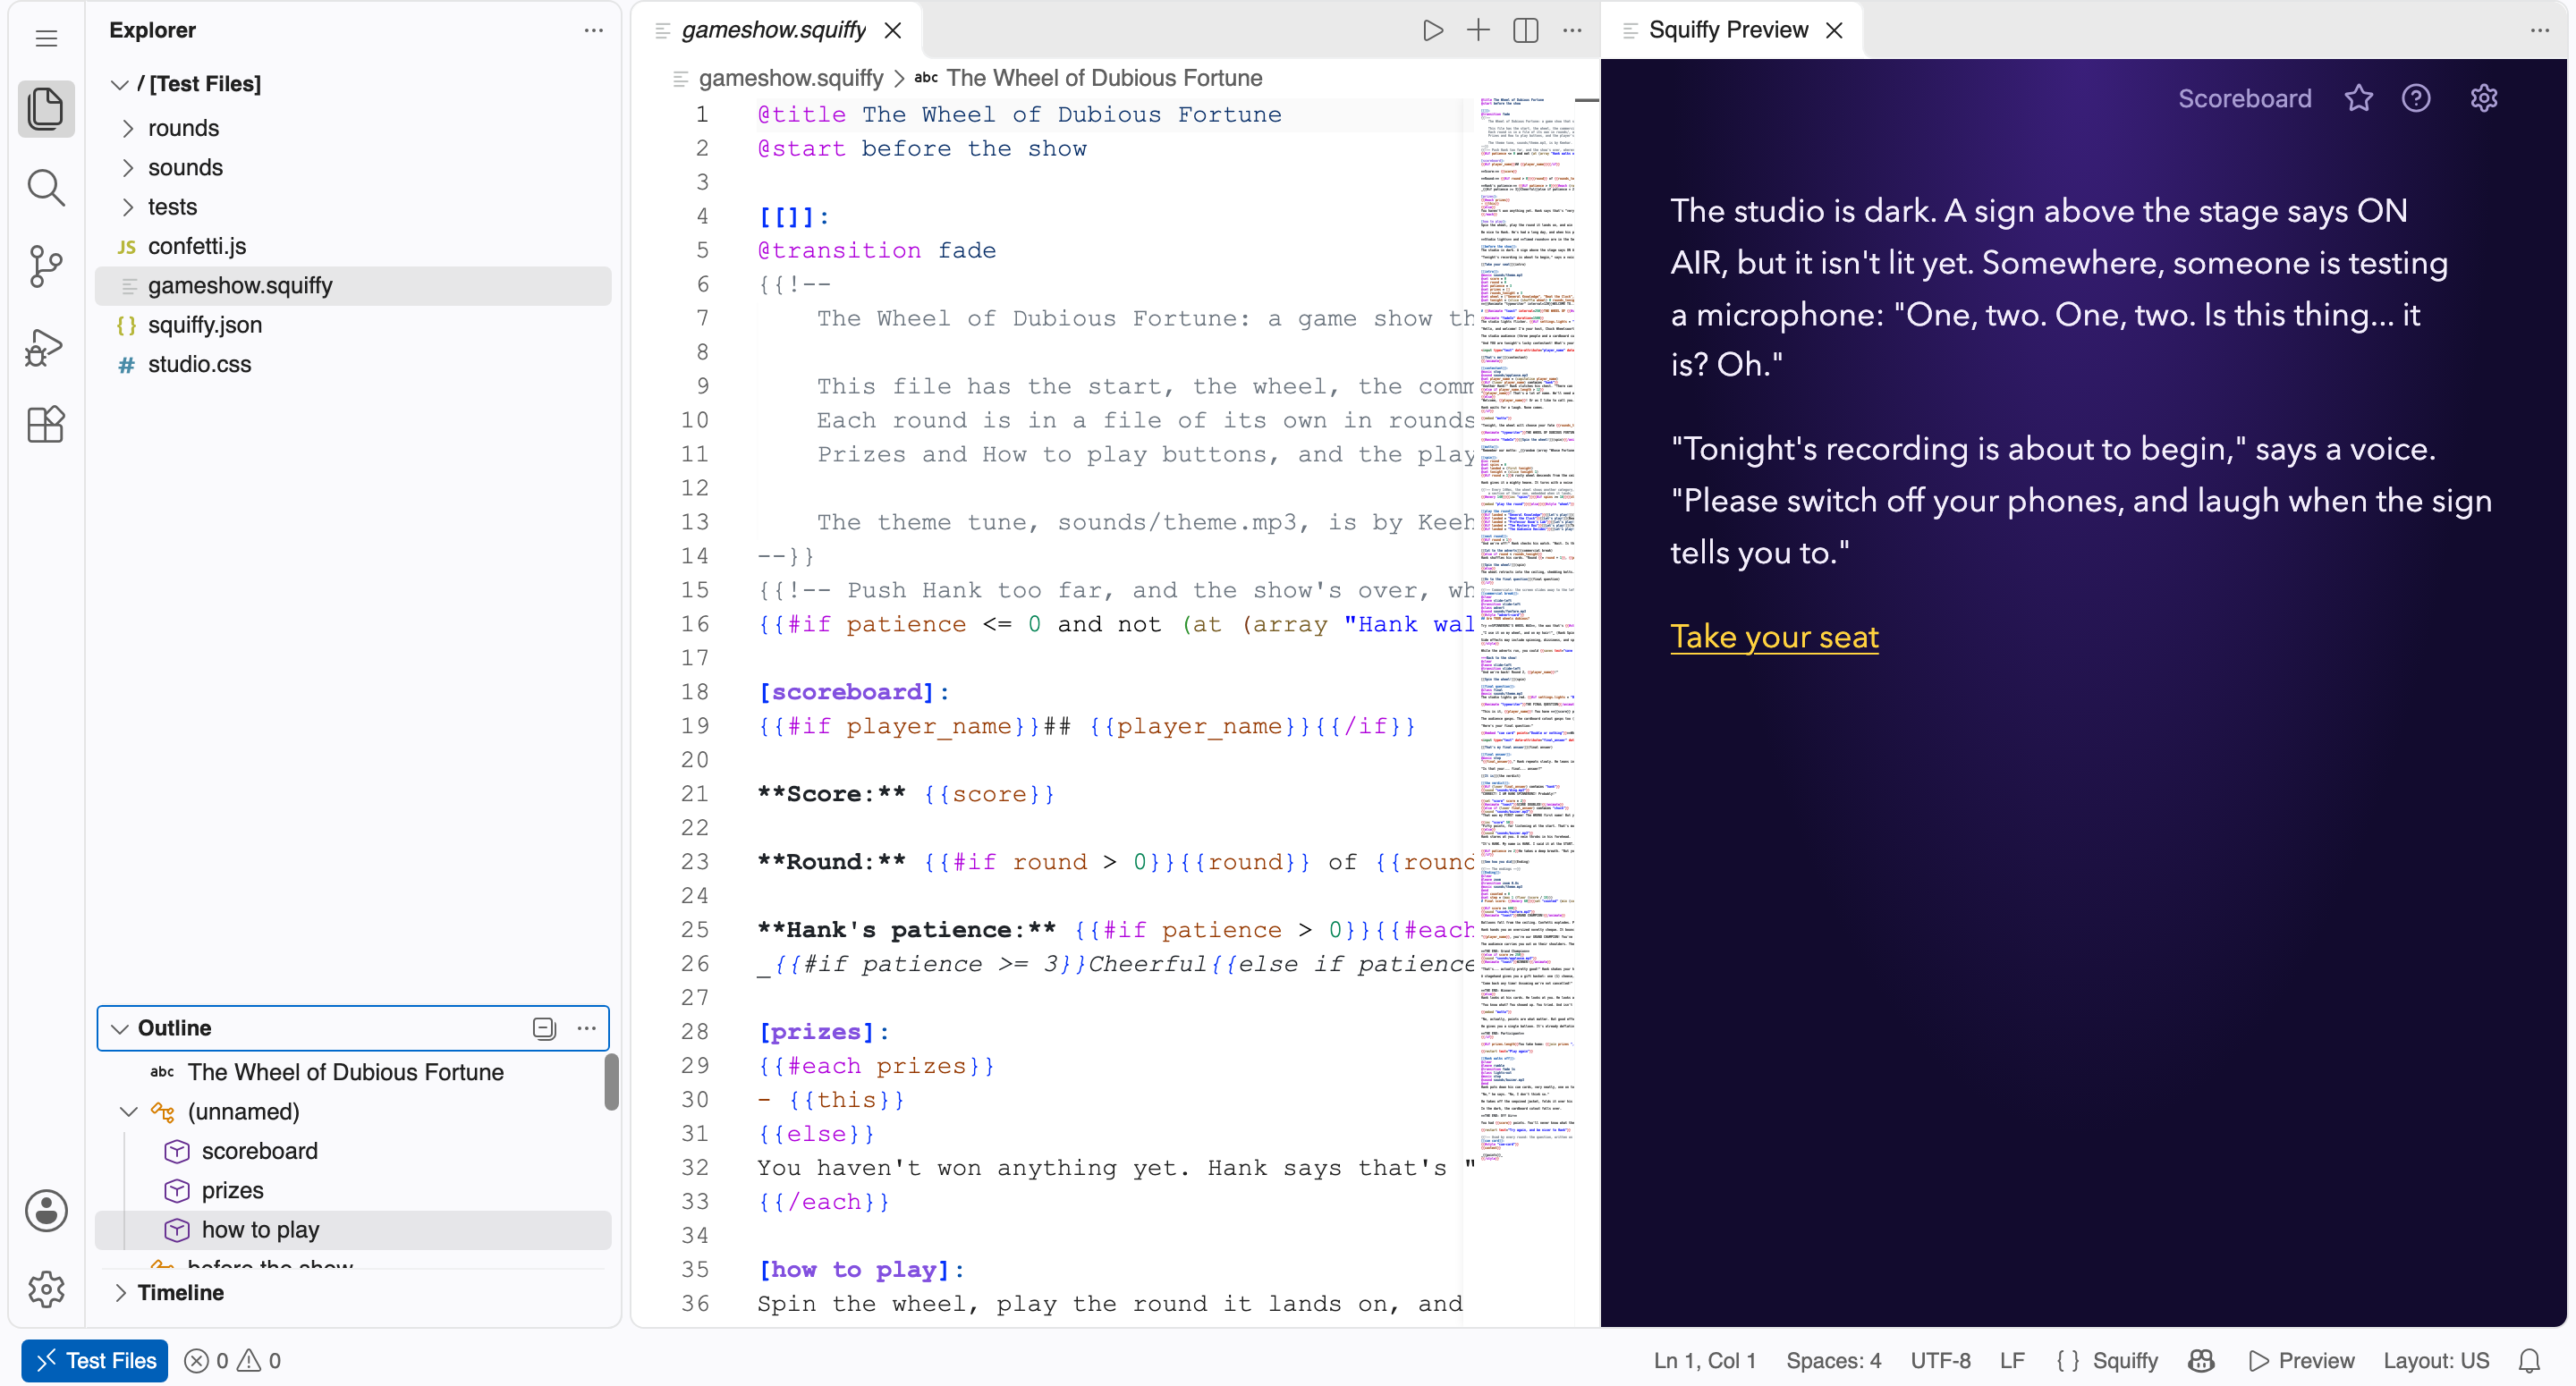 Explorer
/ [Test Files]
rounds
sounds
tests
JS confetti.js
gameshow.squiffy
{ } squiffy.json
# studio.css
Outline
abc The Wheel of Dubious Fortune
(unnamed)
scoreboard
prizes
how to play
before the show
Timeline
gameshow.squiffy
gameshow.squiffy > abc The Wheel of Dubious Fortune
1 @title The Wheel of Dubious Fortune
2 @start before the show
3
4 [[]]:
5 @transition fade
6 {{!--
7 The Wheel of Dubious Fortune: a game show th
8
9 This file has the start, the wheel, the comm
10 Each round is in a file of its own in rounds
11 Prizes and How to play buttons, and the play
12
13 The theme tune, sounds/theme.mp3, is by Keeh
14 --}}
15 {{!-- Push Hank too far, and the show's over, wh
16 {{#if patience <= 0 and not (at (array "Hank wal
17
18 [scoreboard]:
19 {{#if player_name}}## {{player_name}}{{/if}}
20
21 **Score:** {{score}}
22
23 **Round:** {{#if round > 0}}{{round}} of {{round
24
25 **Hank's patience:** {{#if patience > 0}}{{#each
26 _{{#if patience >= 3}}Cheerful{{else if patience
27
28 [prizes]:
29 {{#each prizes}}
30 - {{this}}
31 {{else}}
32 You haven't won anything yet. Hank says that's "
33 {{/each}}
34
35 [how to play]:
36 Spin the wheel, play the round it lands on, and
Squiffy Preview
Scoreboard
The studio is dark. A sign above the stage says ON
AIR, but it isn't lit yet. Somewhere, someone is testing
a microphone: "One, two. One, two. Is this thing... it
is? Oh."
"Tonight's recording is about to begin," says a voice.
"Please switch off your phones, and laugh when the sign
tells you to."
Take your seat
Test Files 0 0
Ln 1, Col 1 Spaces: 4 UTF-8 LF { } Squiffy Preview Layout: US